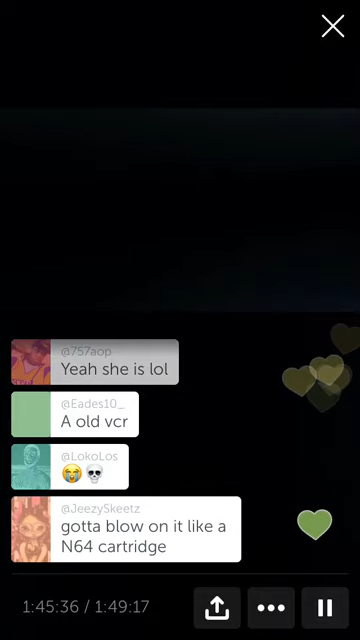 @757aop
Yeah she is lol
@Eades10_
A old vcr
@LokoLos
😭💀
@JeezySkeetz
gotta blow on it like a
N64 cartridge
1:45:36 / 1:49:17